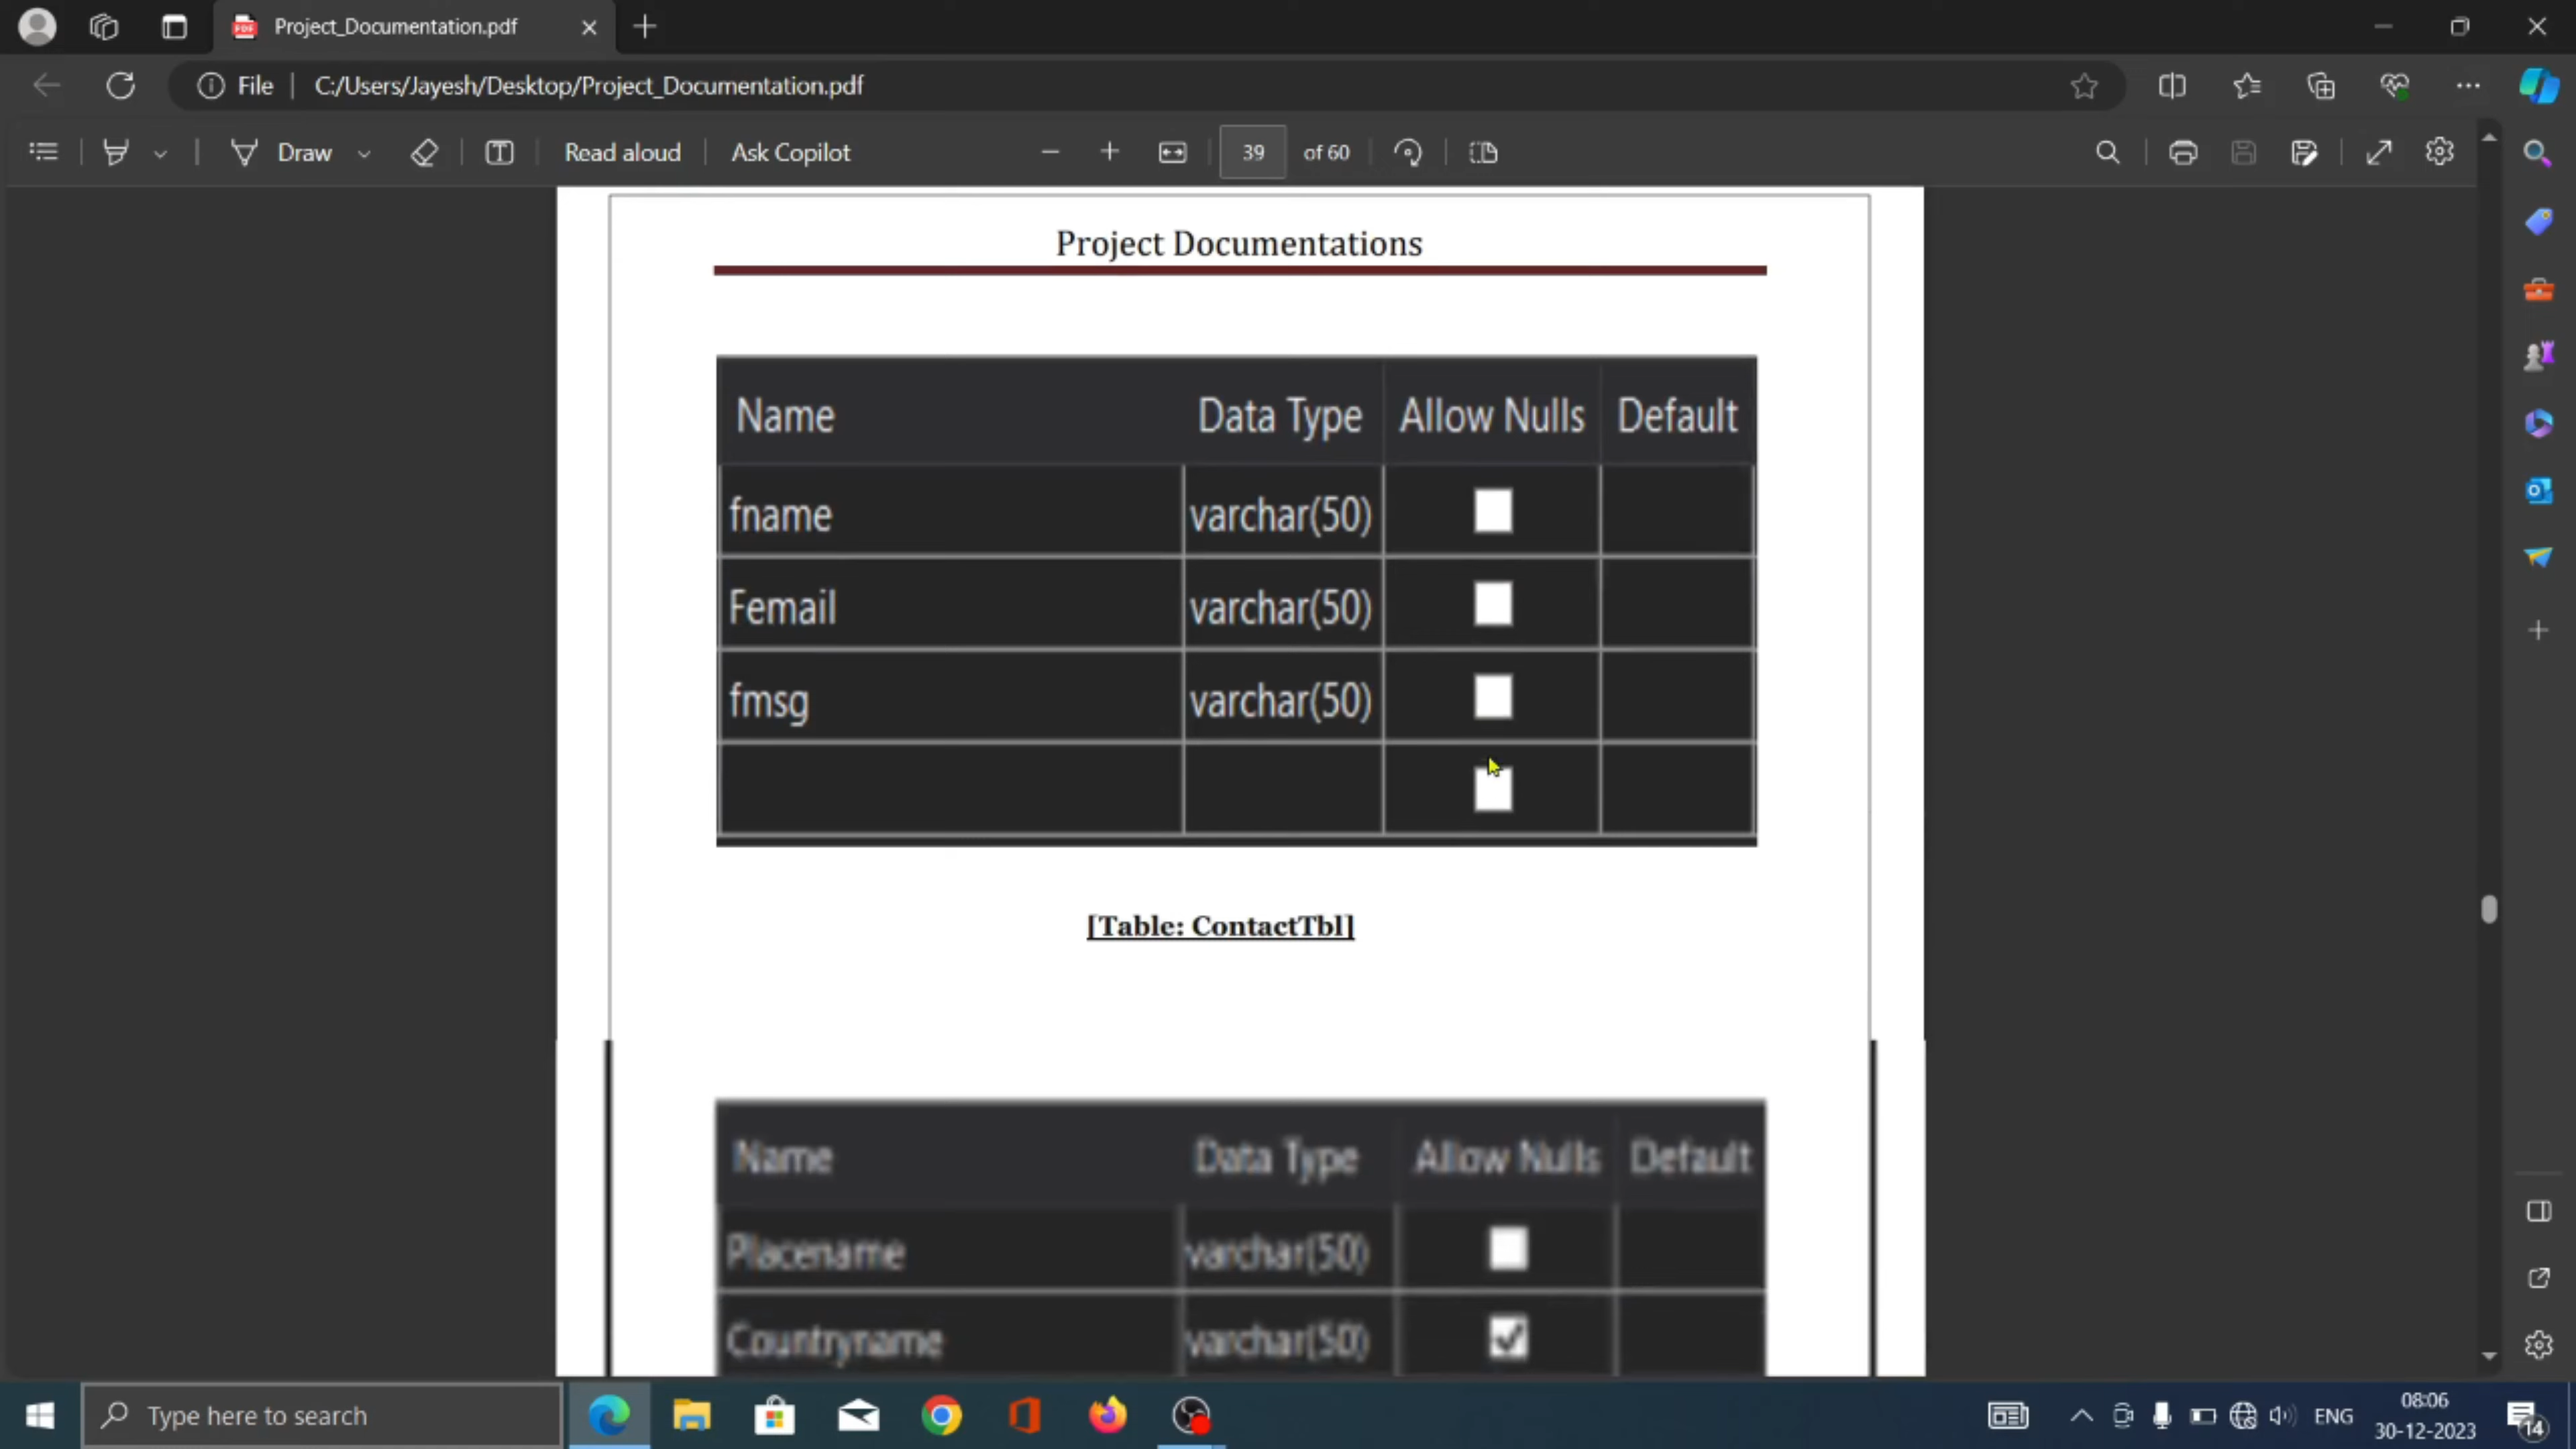 Project_Documentation.pdf
File C:/Users/Jayesh/Desktop/Project_Documentation.pdf
Draw Read aloud Ask Copilot 39 of 60
Project Documentations
Name Data Type Allow Nulls Default
fname varchar(50)
Femail varchar(50)
fmsg varchar(50)
[Table: ContactTbl]
Name Data Type Allow Nulls Default
Placename varchar(50)
Countryname varchar(50)
Type here to search
ENG
08:06
30-12-2023
14